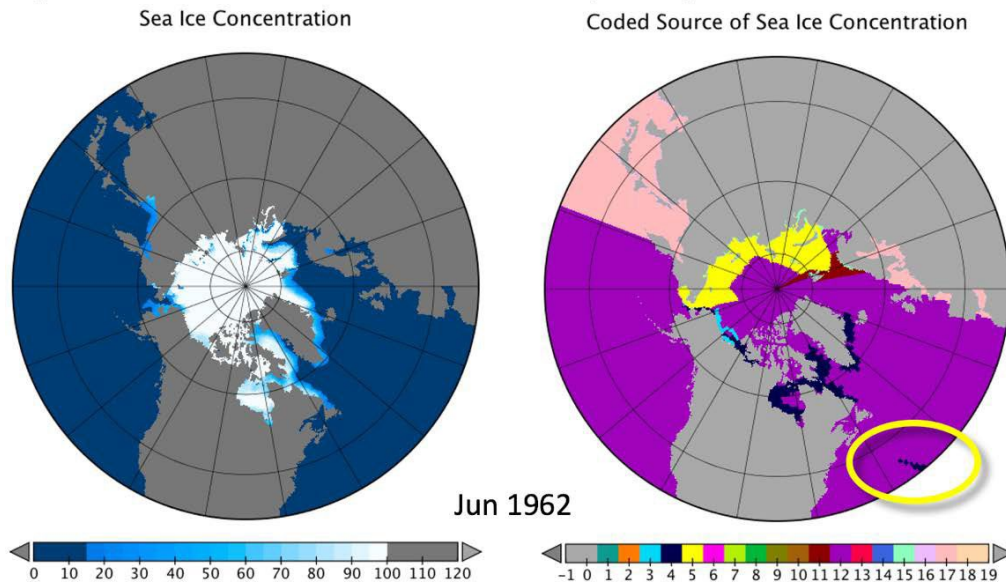 Sea Ice Concentration
Coded Source of Sea Ice Concentration
Jun 1962
0 10 20 30 40 50 60 70 80 90 100 110 120
-1 0 1 2 3 4 5 6 7 8 9 10 11 12 13 14 15 16 17 18 19